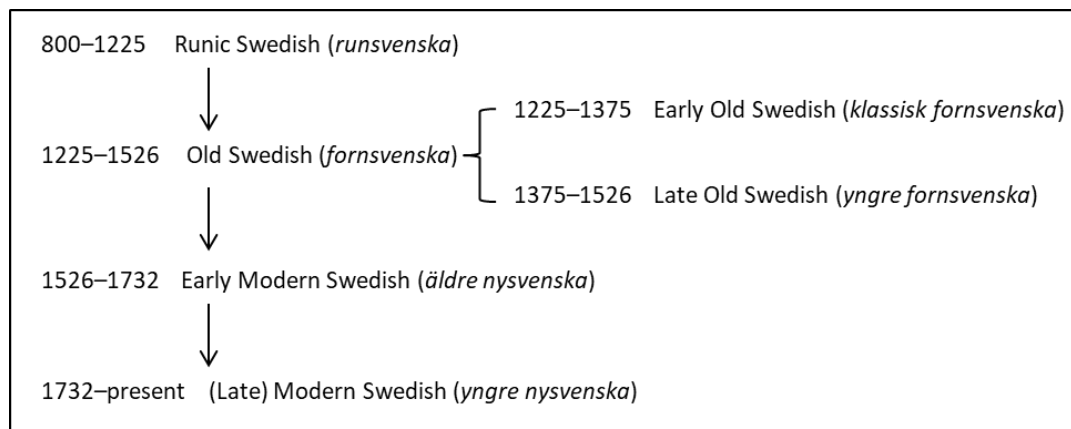 800–1225 Runic Swedish (runsvenska)
1225–1375 Early Old Swedish (klassisk fornsvenska)
1225–1526 Old Swedish (fornsvenska)
1375–1526 Late Old Swedish (yngre fornsvenska)
1526–1732 Early Modern Swedish (äldre nysvenska)
1732–present (Late) Modern Swedish (yngre nysvenska)